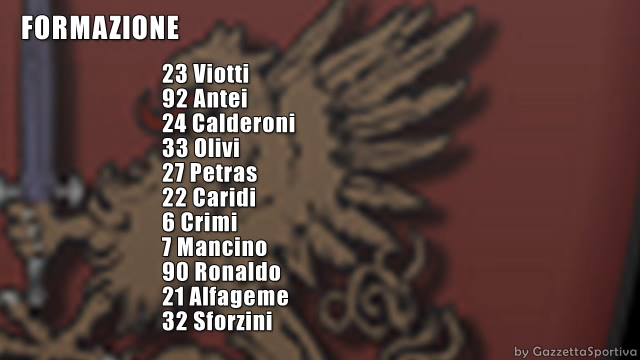 FORMAZIONE
23 Viotti
92 Antei
24 Calderoni
33 Olivi
27 Petras
22 Caridi
6 Crimi
7 Mancino
90 Ronaldo
21 Alfageme
32 Sforzini
by GazzettaSportiva